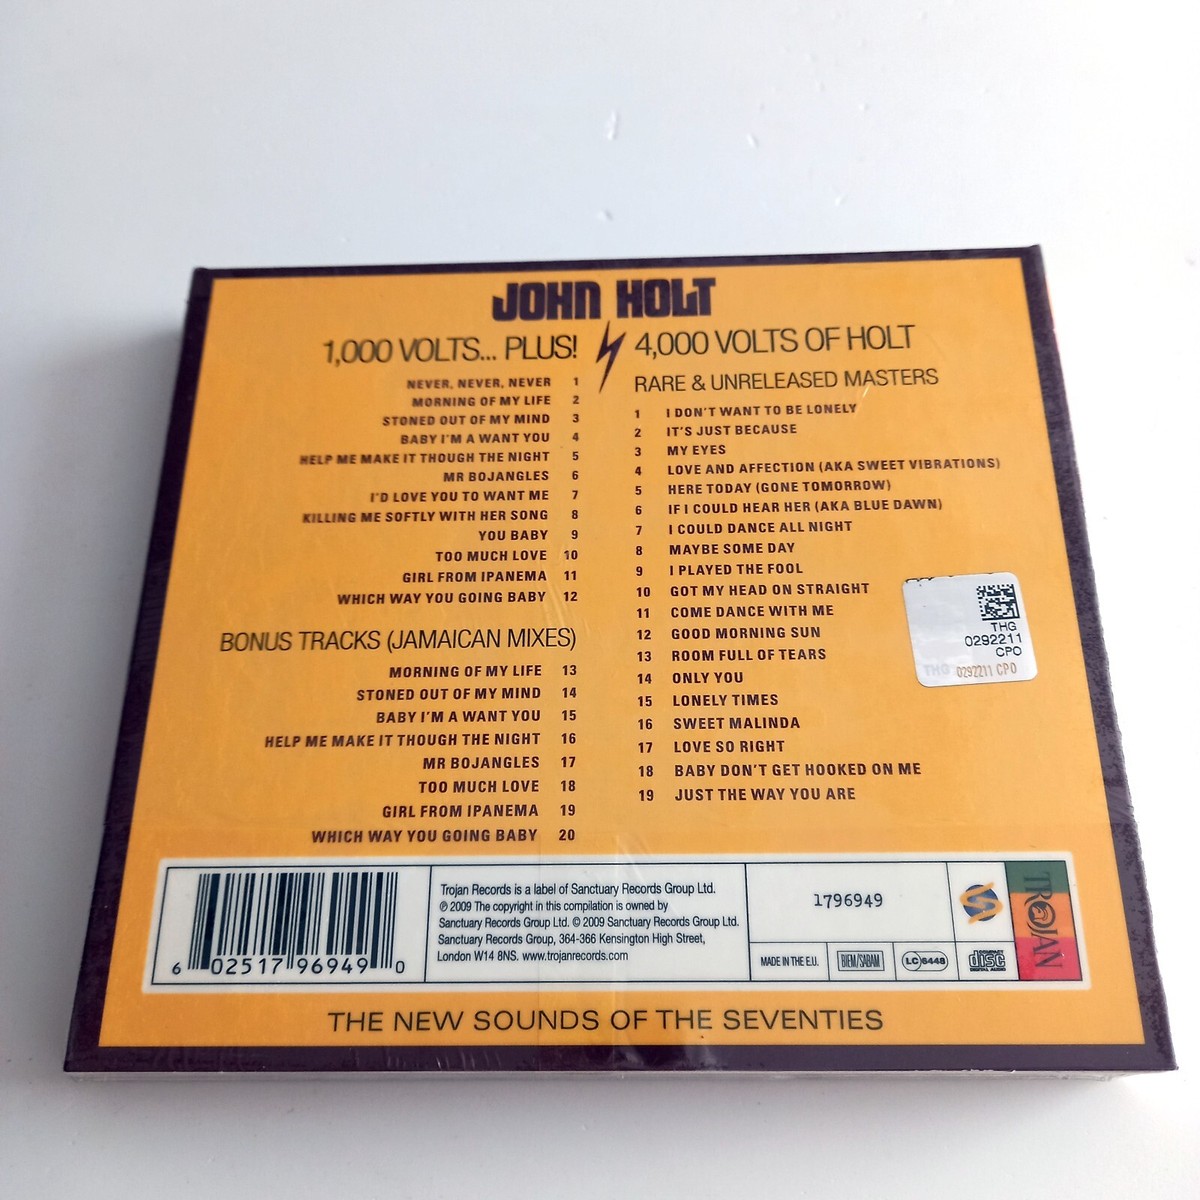 JOHN HOLT
1,000 VOLTS... PLUS!
NEVER, NEVER, NEVER 1
MORNING OF MY LIFE 2
STONED OUT OF MY MIND 3
BABY I'M A WANT YOU 4
HELP ME MAKE IT THOUGH THE NIGHT 5
MR BOJANGLES 6
I'D LOVE YOU TO WANT ME 7
KILLING ME SOFTLY WITH HER SONG 8
YOU BABY 9
TOO MUCH LOVE 10
GIRL FROM IPANEMA 11
WHICH WAY YOU GOING BABY 12
BONUS TRACKS (JAMAICAN MIXES)
MORNING OF MY LIFE 13
STONED OUT OF MY MIND 14
BABY I'M A WANT YOU 15
HELP ME MAKE IT THOUGH THE NIGHT 16
MR BOJANGLES 17
TOO MUCH LOVE 18
GIRL FROM IPANEMA 19
WHICH WAY YOU GOING BABY 20
4,000 VOLTS OF HOLT
RARE & UNRELEASED MASTERS
1 I DON'T WANT TO BE LONELY
2 IT'S JUST BECAUSE
3 MY EYES
4 LOVE AND AFFECTION (AKA SWEET VIBRATIONS)
5 HERE TODAY (GONE TOMORROW)
6 IF I COULD HEAR HER (AKA BLUE DAWN)
7 I COULD DANCE ALL NIGHT
8 MAYBE SOME DAY
9 I PLAYED THE FOOL
10 GOT MY HEAD ON STRAIGHT
11 COME DANCE WITH ME
12 GOOD MORNING SUN
13 ROOM FULL OF TEARS
14 ONLY YOU
15 LONELY TIMES
16 SWEET MALINDA
17 LOVE SO RIGHT
18 BABY DON'T GET HOOKED ON ME
19 JUST THE WAY YOU ARE
THG
0292211
CPO
THG 0292211 CPO
6 02517 96949 0
Trojan Records is a label of Sanctuary Records Group Ltd.
℗ 2009 The copyright in this compilation is owned by
Sanctuary Records Group Ltd. © 2009 Sanctuary Records Group Ltd.
Sanctuary Records Group, 364-366 Kensington High Street,
London W14 8NS. www.trojanrecords.com
1796949
MADE IN THE E.U.
BIEM/SABAM
LC 6448
COMPACT
disc
DIGITAL AUDIO
TROJAN
THE NEW SOUNDS OF THE SEVENTIES